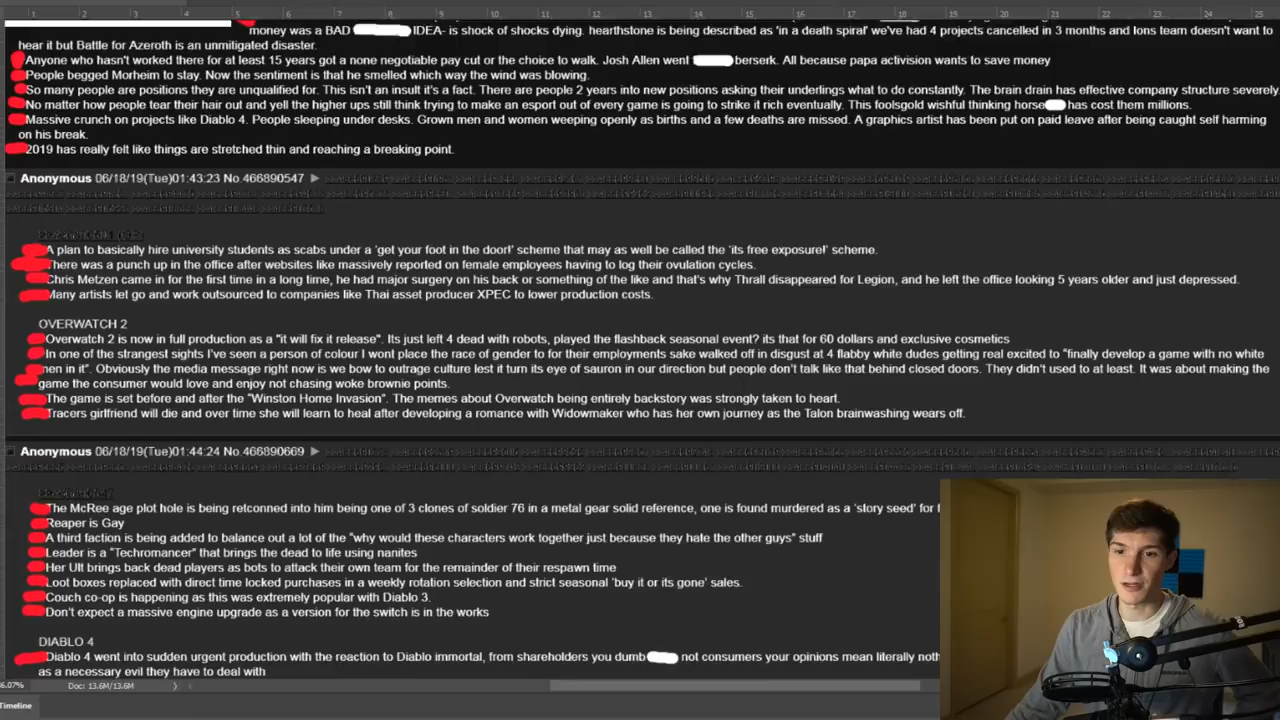 1 2 3 4 5 6 7 8 9 10 11 12 13 14 15 16 17 18 19 20 21 22 23 24 25
money was a BAD IDEA- is shock of shocks dying. hearthstone is being described as 'in a death spiral' we've had 4 projects cancelled in 3 months and Ions team doesn't want to
hear it but Battle for Azeroth is an unmitigated disaster.
Anyone who hasn't worked there for at least 15 years got a none negotiable pay cut or the choice to walk. Josh Allen went berserk. All because papa activision wants to save money
People begged Morheim to stay. Now the sentiment is that he smelled which way the wind was blowing.
So many people are positions they are unqualified for. This isn't an insult it's a fact. There are people 2 years into new positions asking their underlings what to do constantly. The brain drain has effective company structure severely.
No matter how people tear their hair out and yell the higher ups still think trying to make an esport out of every game is going to strike it rich eventually. This foolsgold wishful thinking horse has cost them millions.
Massive crunch on projects like Diablo 4. People sleeping under desks. Grown men and women weeping openly as births and a few deaths are missed. A graphics artist has been put on paid leave after being caught self harming
on his break.
2019 has really felt like things are stretched thin and reaching a breaking point.
Anonymous 06/18/19(Tue)01:43:23 No.466890547 ▶
A plan to basically hire university students as scabs under a 'get your foot in the door!' scheme that may as well be called the 'its free exposure!' scheme.
There was a punch up in the office after websites like massively reported on female employees having to log their ovulation cycles.
Chris Metzen came in for the first time in a long time, he had major surgery on his back or something of the like and that's why Thrall disappeared for Legion, and he left the office looking 5 years older and just depressed.
Many artists let go and work outsourced to companies like Thai asset producer XPEC to lower production costs.
OVERWATCH 2
Overwatch 2 is now in full production as a "it will fix it release". Its just left 4 dead with robots, played the flashback seasonal event? its that for 60 dollars and exclusive cosmetics
In one of the strangest sights I've seen a person of colour I wont place the race of gender to for their employments sake walked off in disgust at 4 flabby white dudes getting real excited to "finally develop a game with no white
men in it". Obviously the media message right now is we bow to outrage culture lest it turn its eye of sauron in our direction but people don't talk like that behind closed doors. They didn't used to at least. It was about making the
game the consumer would love and enjoy not chasing woke brownie points.
The game is set before and after the "Winston Home Invasion". The memes about Overwatch being entirely backstory was strongly taken to heart.
Tracers girlfriend will die and over time she will learn to heal after developing a romance with Widowmaker who has her own journey as the Talon brainwashing wears off.
Anonymous 06/18/19(Tue)01:44:24 No.466890669 ▶
The McRee age plot hole is being retconned into him being one of 3 clones of soldier 76 in a metal gear solid reference, one is found murdered as a 'story seed' for
Reaper is Gay
A third faction is being added to balance out a lot of the "why would these characters work together just because they hate the other guys" stuff
Leader is a "Techromancer" that brings the dead to life using nanites
Her Ult brings back dead players as bots to attack their own team for the remainder of their respawn time
Loot boxes replaced with direct time locked purchases in a weekly rotation selection and strict seasonal 'buy it or its gone' sales.
Couch co-op is happening as this was extremely popular with Diablo 3.
Don't expect a massive engine upgrade as a version for the switch is in the works
DIABLO 4
Diablo 4 went into sudden urgent production with the reaction to Diablo immortal, from shareholders you dumb not consumers your opinions mean literally
as a necessary evil they have to deal with
6.07% Doc: 13.6M/13.6M
Timeline